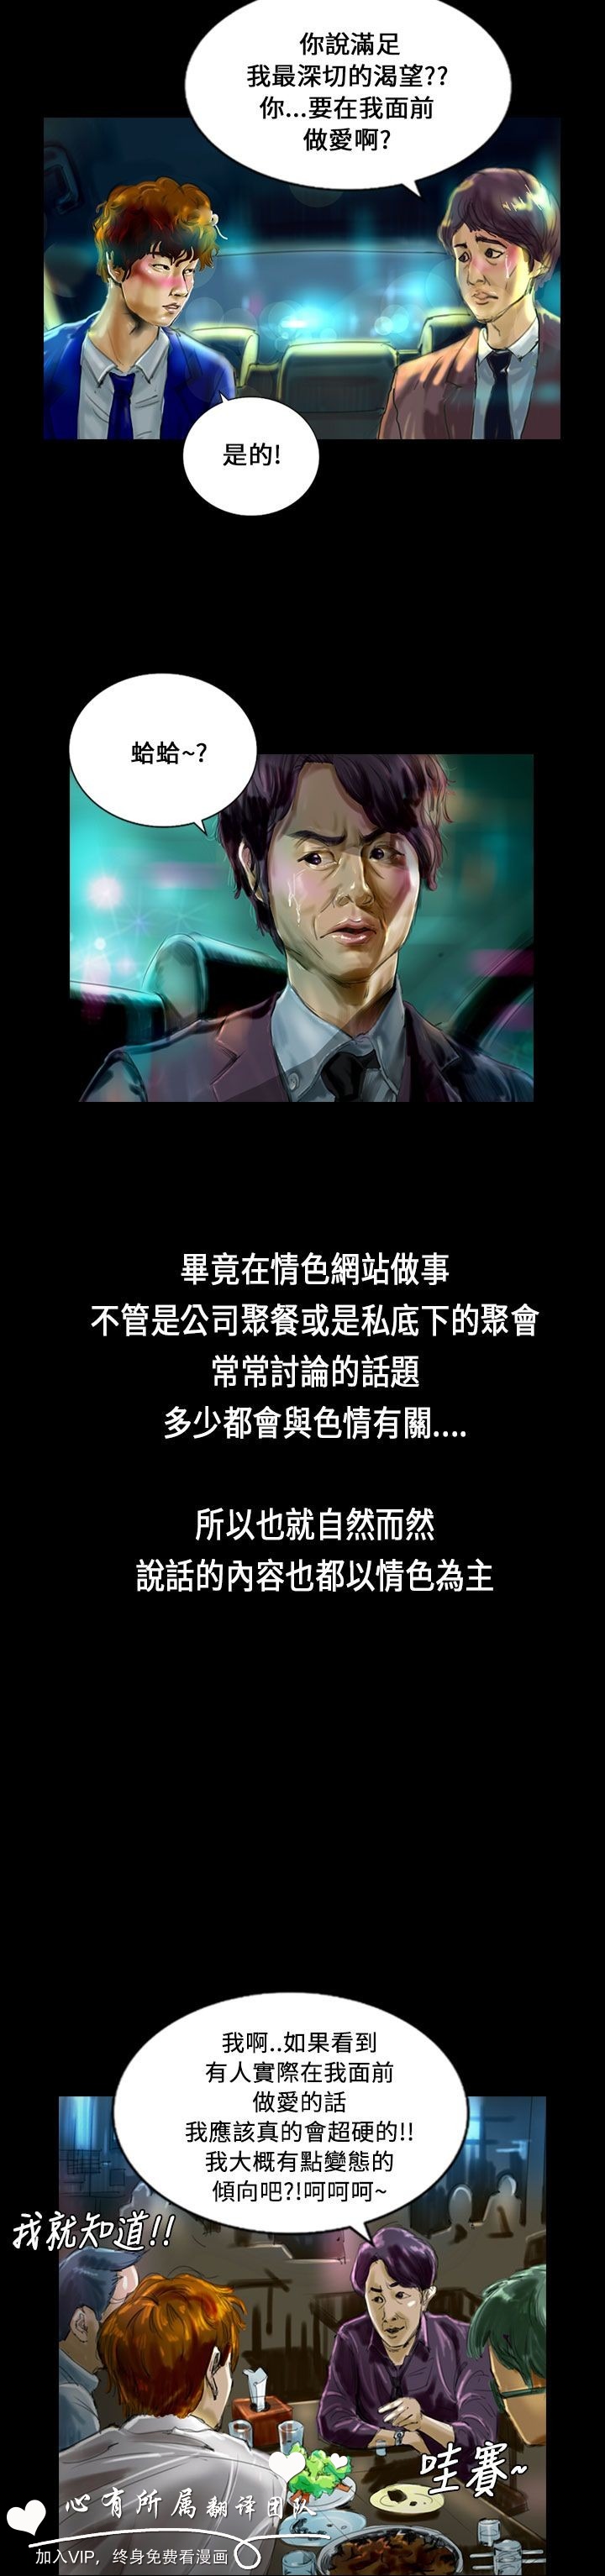 你說滿足
我最深切的渴望??
你...要在我面前
做愛啊?
是的!
蛤蛤~?
畢竟在情色網站做事
不管是公司聚餐或是私底下的聚會
常常討論的話題
多少都會與色情有關....
所以也就自然而然
說話的內容也都以情色為主
我啊..如果看到
有人實際在我面前
做愛的話
我應該真的會超硬的!!
我大概有點變態的
傾向吧?!呵呵呵~
我就知道!!
哇賽~
心有所属翻译团队
加入VIP，终身免费看漫画